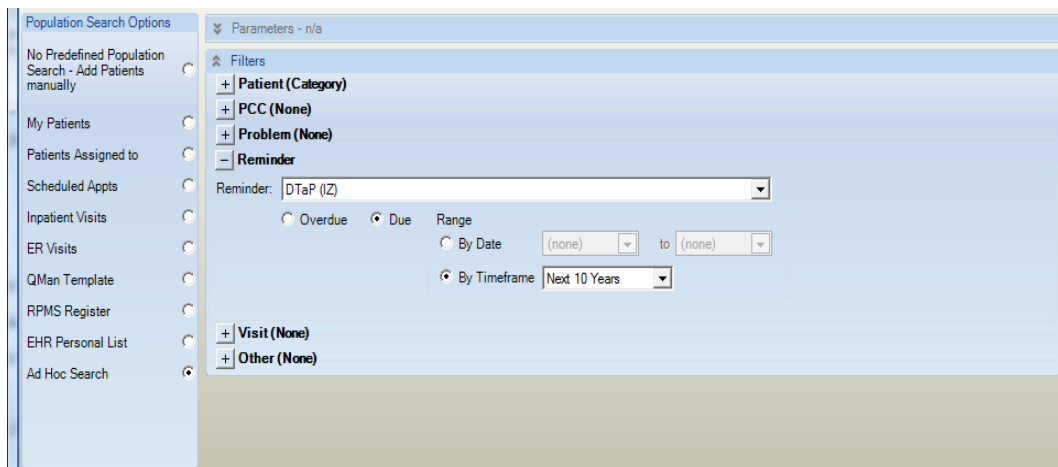 Population Search Options
No Predefined Population
Search - Add Patients
manually
My Patients
Patients Assigned to
Scheduled Appts
Inpatient Visits
ER Visits
QMan Template
RPMS Register
EHR Personal List
Ad Hoc Search
Parameters - n/a
Filters
Patient (Category)
PCC (None)
Problem (None)
Reminder
Reminder: DTaP (IZ)
Overdue Due Range
By Date (none) to (none)
By Timeframe Next 10 Years
Visit (None)
Other (None)